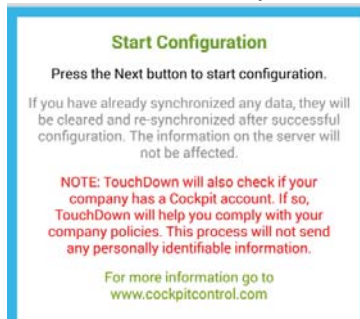 Start Configuration
Press the Next button to start configuration.
If you have already synchronized any data, they will
be cleared and re-synchronized after successful
configuration. The information on the server will
not be affected.
NOTE: TouchDown will also check if your
company has a Cockpit account. If so,
TouchDown will help you comply with your
company policies. This process will not send
any personally identifiable information.
For more information go to
www.cockpitcontrol.com